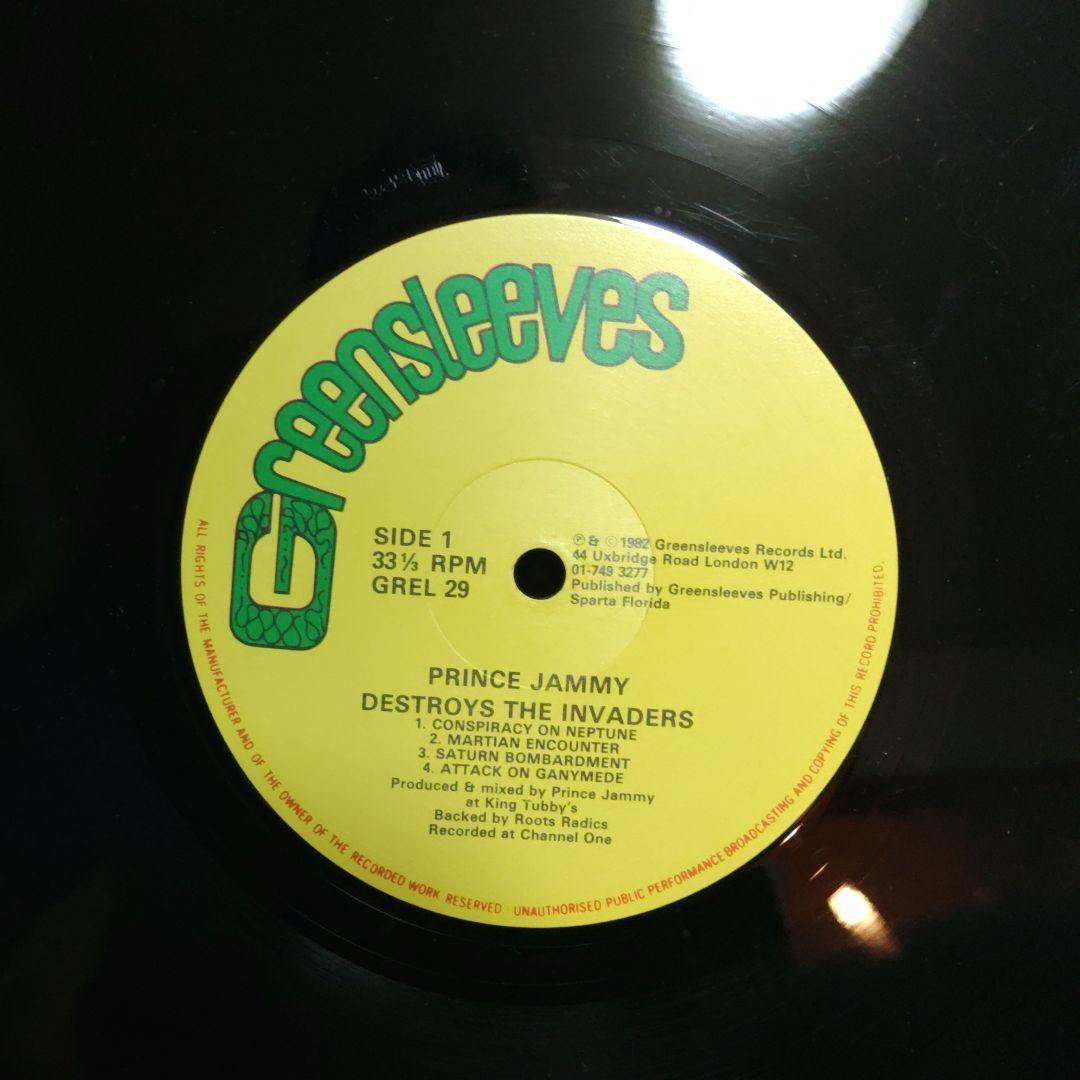 Greensleeves
SIDE 1
33⅓ RPM
GREL 29
℗ & © 1982 Greensleeves Records Ltd.
44 Uxbridge Road London W12
01-749 3277
Published by Greensleeves Publishing/
Sparta Florida
PRINCE JAMMY
DESTROYS THE INVADERS
1. CONSPIRACY ON NEPTUNE
2. MARTIAN ENCOUNTER
3. SATURN BOMBARDMENT
4. ATTACK ON GANYMEDE
Produced & mixed by Prince Jammy
at King Tubby's
Backed by Roots Radics
Recorded at Channel One
ALL RIGHTS OF THE MANUFACTURER AND OF THE OWNER OF THE RECORDED WORK RESERVED UNAUTHORISED PUBLIC PERFORMANCE BROADCASTING AND COPYING OF THIS RECORD PROHIBITED.